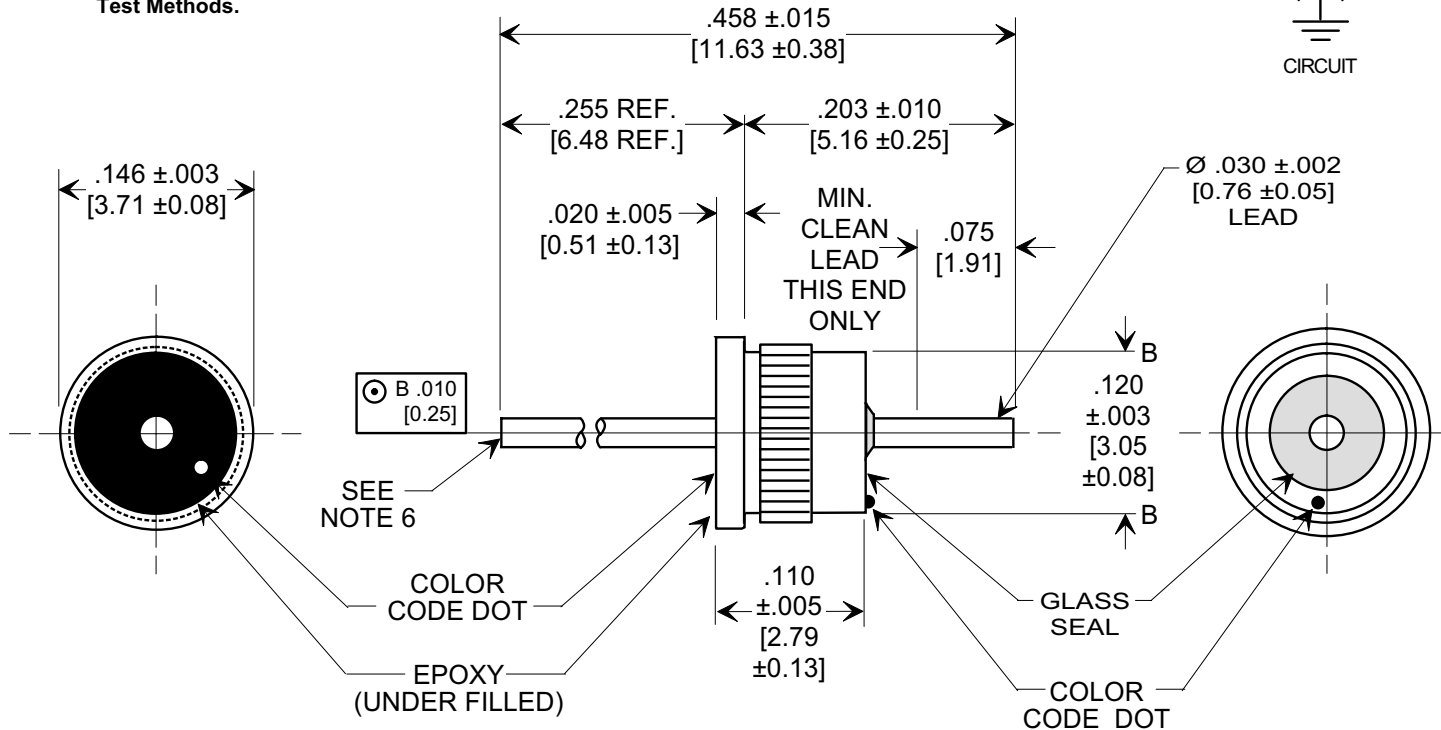 Test Methods.
.458 ±.015
[11.63 ±0.38]
CIRCUIT
.255 REF.
[6.48 REF.]
.203 ±.010
[5.16 ±0.25]
.146 ±.003
[3.71 ±0.08]
Ø .030 ±.002
[0.76 ±0.05]
LEAD
.020 ±.005
[0.51 ±0.13]
MIN.
CLEAN
LEAD
THIS END
ONLY
.075
[1.91]
B
.120
±.003
[3.05
±0.08]
B
B .010
[0.25]
SEE
NOTE 6
COLOR
CODE DOT
.110
±.005
[2.79
±0.13]
GLASS
SEAL
EPOXY
(UNDER FILLED)
COLOR
CODE DOT